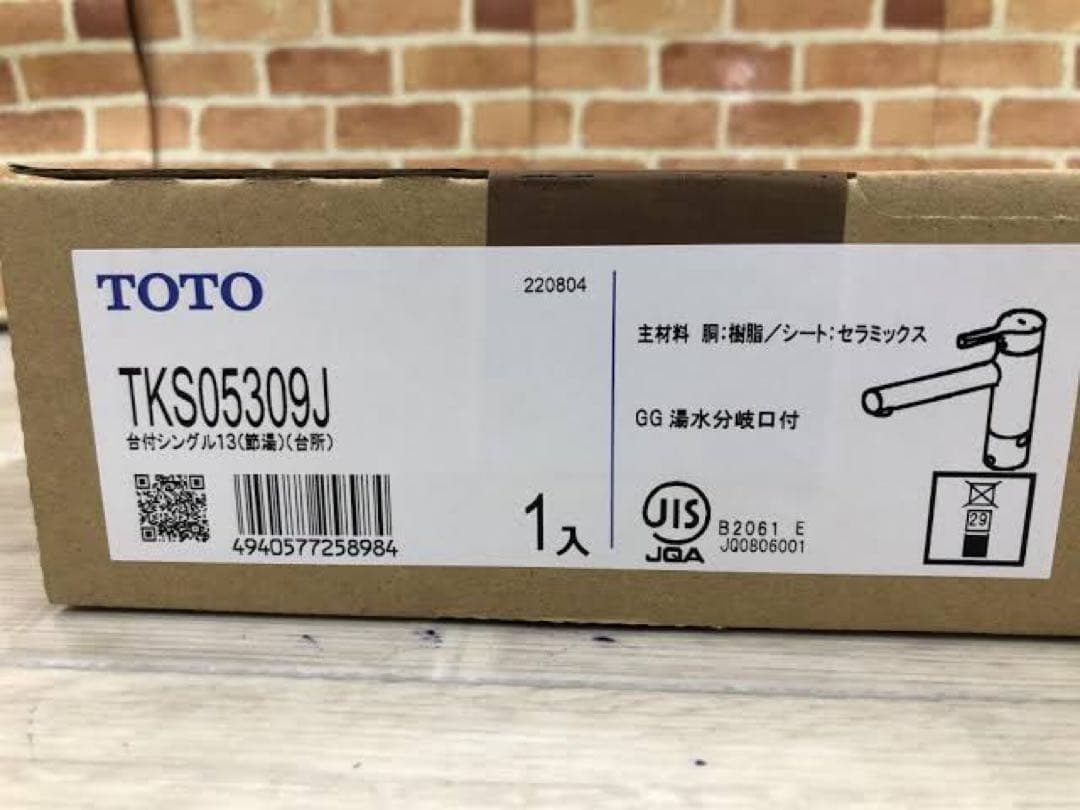 TOTO
220804
TKS05309J
台付シングル13(節湯)(台所)
4940577258984
1入
主材料 胴:樹脂/シート:セラミックス
GG 湯水分岐口付
JIS
JQA
B2061 E
JQ0806001
29